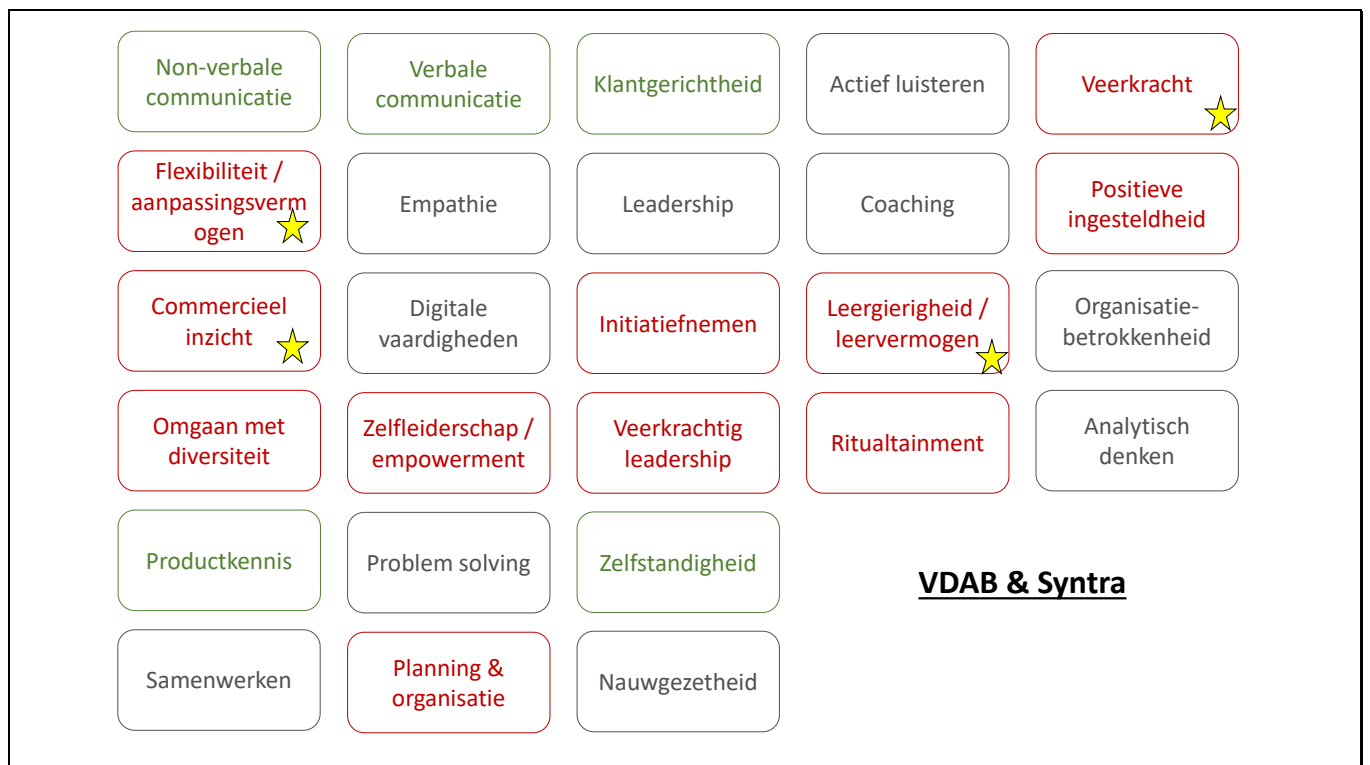 Non-verbale
communicatie
Verbale
communicatie
Klantgerichtheid
Actief luisteren
Veerkracht
Flexibiliteit /
aanpassingsverm
ogen
Empathie
Leadership
Coaching
Positieve
ingesteldheid
Commercieel
inzicht
Digitale
vaardigheden
Initiatiefnemen
Leergierigheid /
leervermogen
Organisatie-
betrokkenheid
Omgaan met
diversiteit
Zelfleiderschap /
empowerment
Veerkrachtig
leadership
Ritualtainment
Analytisch
denken
Productkennis
Problem solving
Zelfstandigheid
VDAB & Syntra
Samenwerken
Planning &
organisatie
Nauwgezetheid